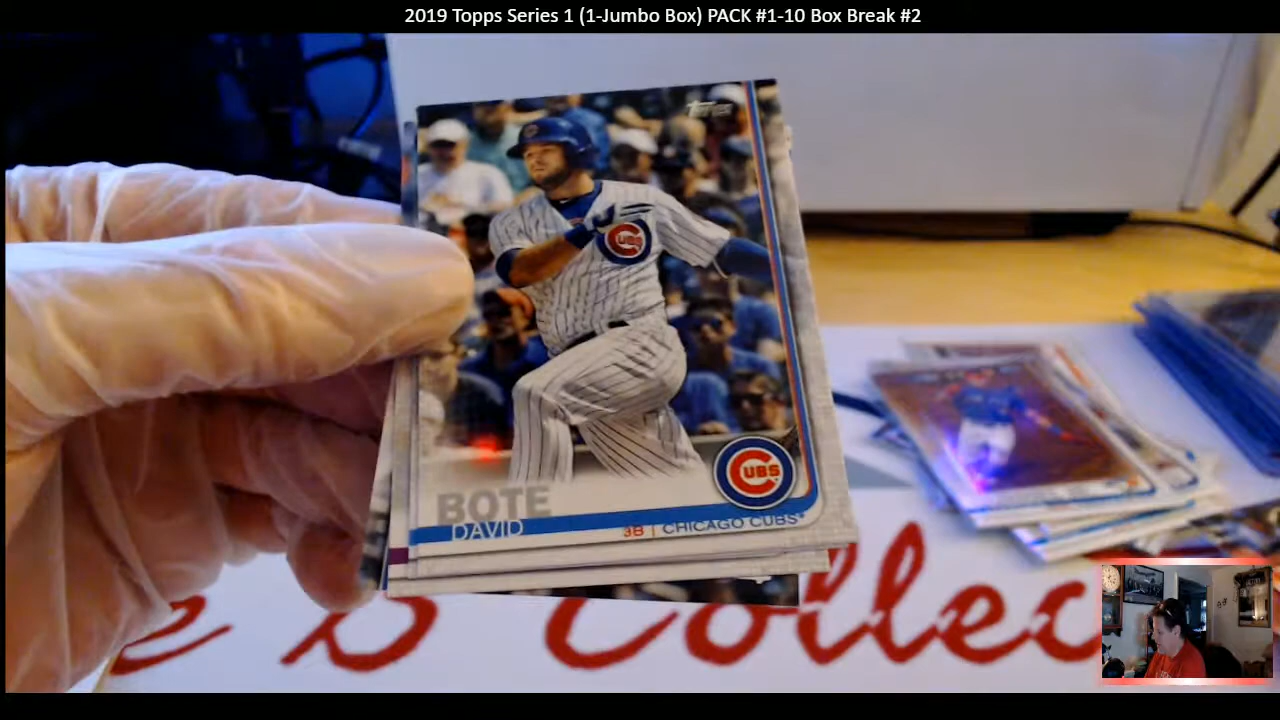 2019 Topps Series 1 (1-Jumbo Box) PACK #1-10 Box Break #2
Topps
CUBS
CUBS
BOTE
DAVID
3B | CHICAGO CUBS
e's Collec